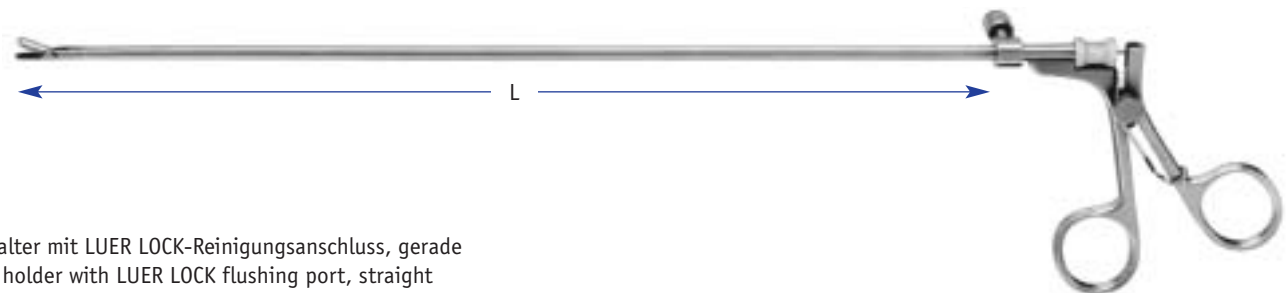 L
alter mit LUER LOCK-Reinigungsanschluss, gerade
holder with LUER LOCK flushing port, straight